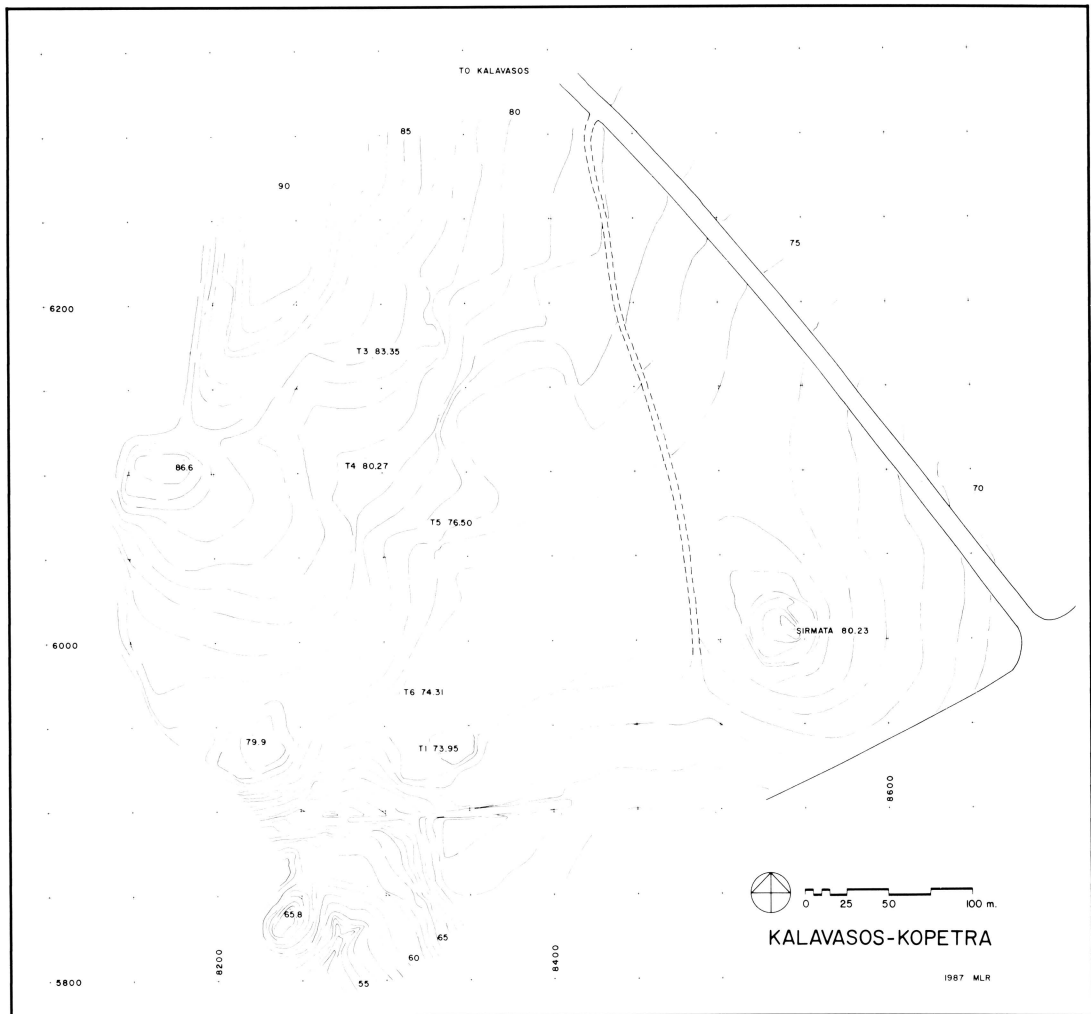 TO KALAVASOS
80
85
90
75
6200
T3 83.35
86.6
T4 80.27
70
T5 76.50
SIRMATA 80.23
6000
T6 74.31
79.9
T1 73.95
8600
65.8
0 25 50 100 m.
KALAVASOS-KOPETRA
65
8200
60
8400
1987 MLR
5800
55